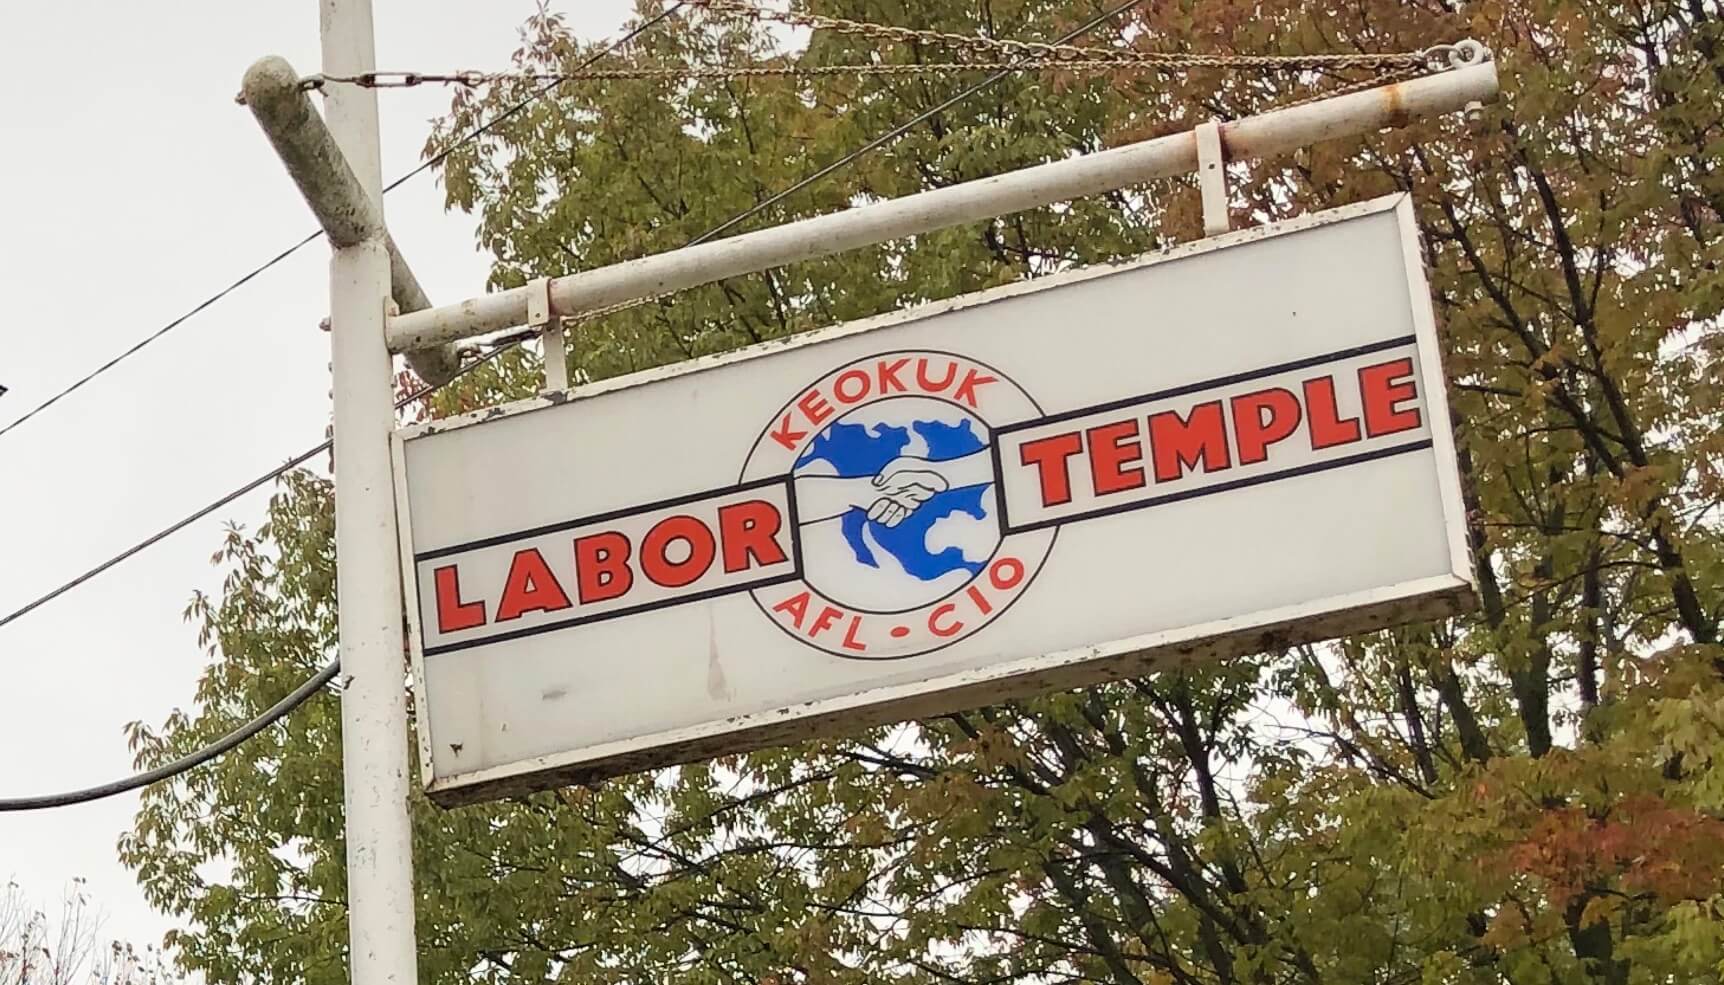 KEOKUK
LABOR TEMPLE
AFL • CIO